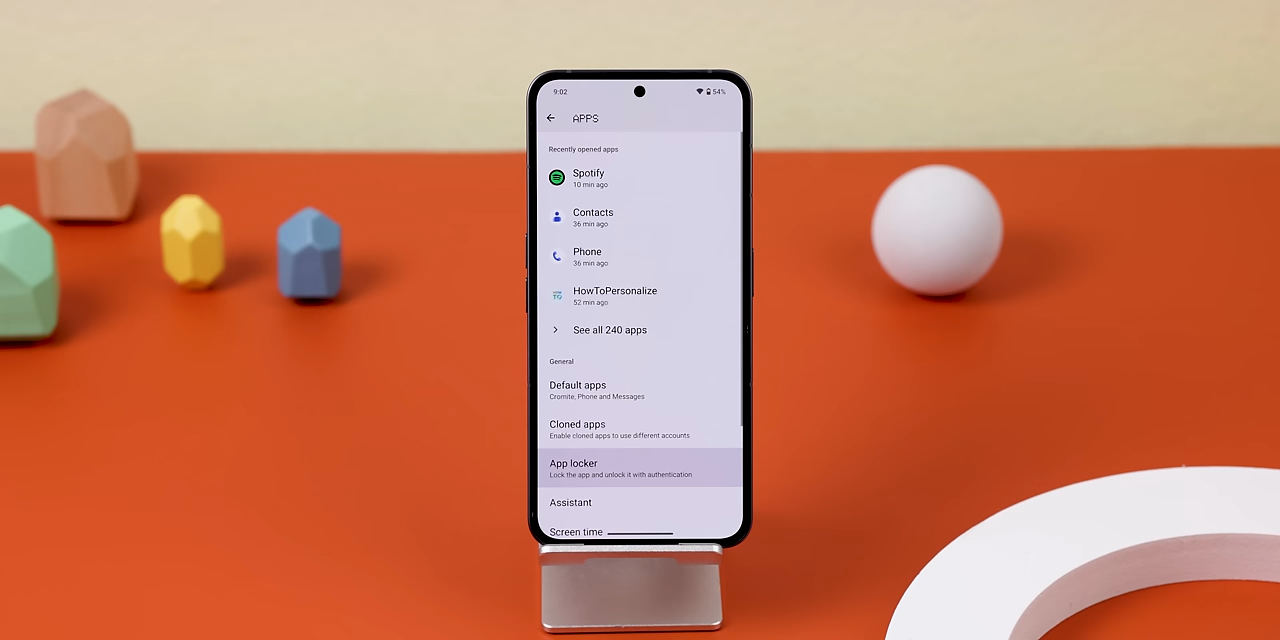 9:02
54%
APPS
Recently opened apps
Spotify
10 min ago
Contacts
36 min ago
Phone
36 min ago
HowToPersonalize
52 min ago
See all 240 apps
General
Default apps
Cromite, Phone and Messages
Cloned apps
Enable cloned apps to use different accounts
App locker
Lock the app and unlock it with authentication
Assistant
Screen time